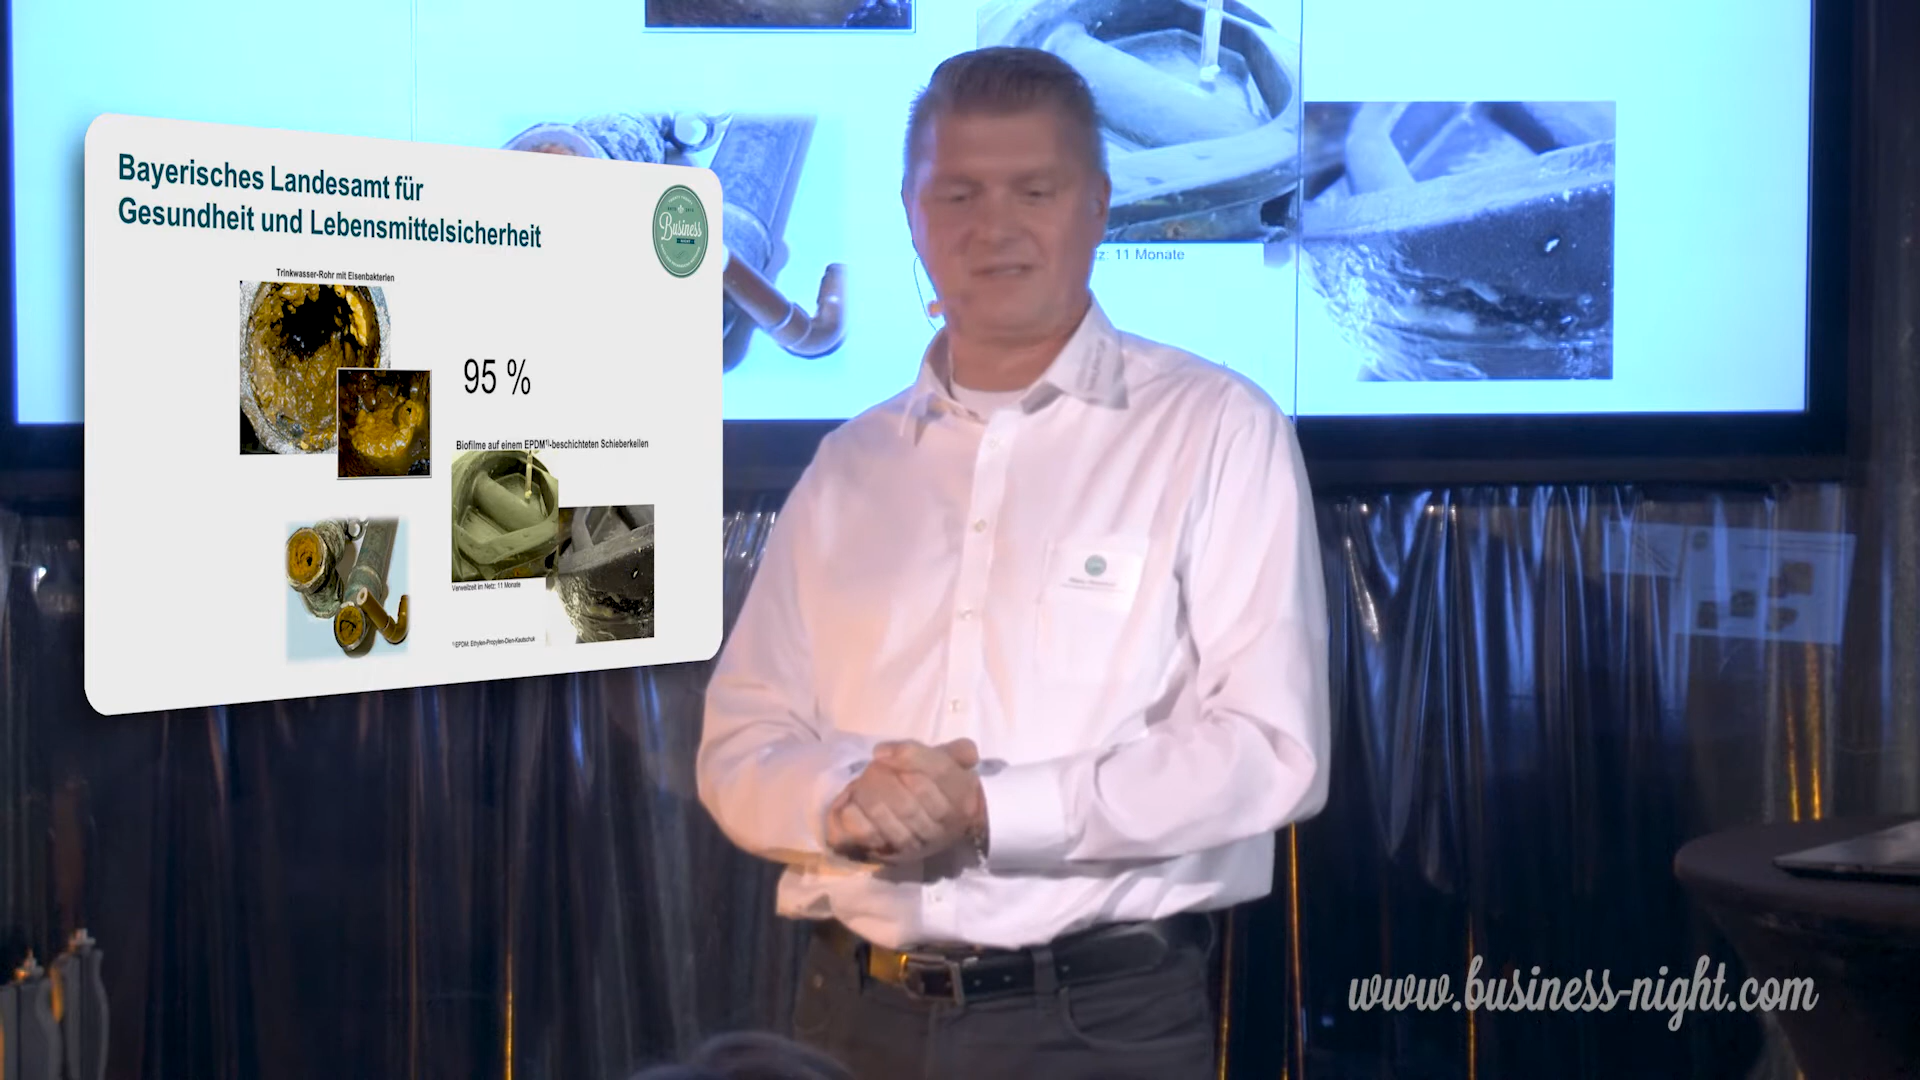 Bayerisches Landesamt für
Gesundheit und Lebensmittelsicherheit
Business
Trinkwasser-Rohr mit Eisenbakterien
95 %
Biofilme auf einem EPDM¹⁾-beschichteten Schieberkeilen
Verweilzeit im Netz: 11 Monate
¹⁾ EPDM: Ethylen-Propylen-Dien-Kautschuk
tz: 11 Monate
www.business-night.com